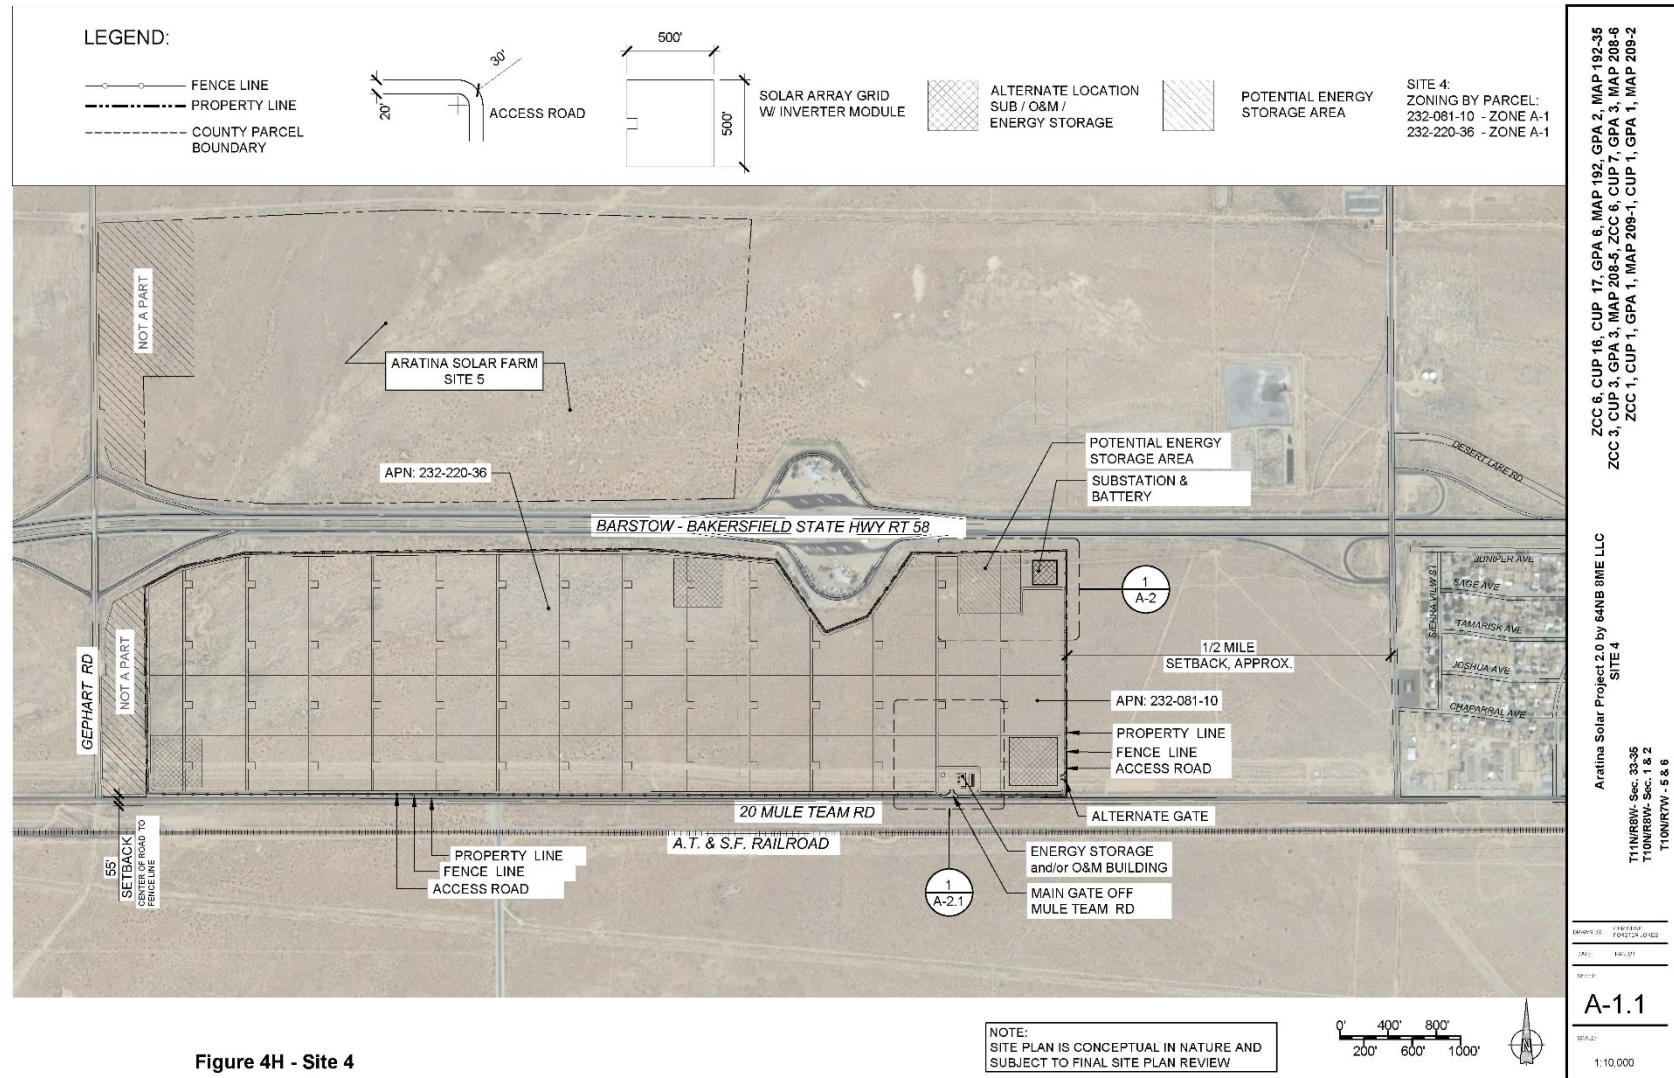 LEGEND:
FENCE LINE
PROPERTY LINE
COUNTY PARCEL
BOUNDARY
20'
30'
ACCESS ROAD
500'
500'
SOLAR ARRAY GRID
W/ INVERTER MODULE
ALTERNATE LOCATION
SUB / O&M /
ENERGY STORAGE
POTENTIAL ENERGY
STORAGE AREA
SITE 4:
ZONING BY PARCEL:
232-081-10 - ZONE A-1
232-220-36 - ZONE A-1
NOT A PART
ARATINA SOLAR FARM
SITE 5
APN: 232-220-36
POTENTIAL ENERGY
STORAGE AREA
SUBSTATION &
BATTERY
DESERT LAKE RD
BARSTOW - BAKERSFIELD STATE HWY RT 58
1
A-2
JUNIPER AVE
SAGE AVE
TAMARISK AVE
JOSHUA AVE
CHAPARRAL AVE
SIERRA VIEW ST
1/2 MILE
SETBACK, APPROX.
GEPHART RD
NOT A PART
APN: 232-081-10
PROPERTY LINE
FENCE LINE
ACCESS ROAD
ALTERNATE GATE
20 MULE TEAM RD
A.T. & S.F. RAILROAD
55'
SETBACK
CENTER OF ROAD TO
FENCE LINE
PROPERTY LINE
FENCE LINE
ACCESS ROAD
1
A-2.1
ENERGY STORAGE
and/or O&M BUILDING
MAIN GATE OFF
MULE TEAM RD
Figure 4H - Site 4
NOTE:
SITE PLAN IS CONCEPTUAL IN NATURE AND
SUBJECT TO FINAL SITE PLAN REVIEW
0' 400' 800'
200' 600' 1000'
N
ZCC 6, CUP 16, CUP 17, GPA 6, MAP 192, GPA 2, MAP 192-35
ZCC 3, CUP 3, GPA 3, MAP 208-5, ZCC 6, CUP 7, GPA 3, MAP 208-6
ZCC 1, CUP 1, GPA 1, MAP 209-1, CUP 1, GPA 1, MAP 209-2
Aratina Solar Project 2.0 by 64NB 8ME LLC
SITE 4
T11N/R8W- Sec. 33-35
T10N/R8W- Sec. 1 & 2
T10N/R7W - 5 & 6
DRAWN BY:
DATE:
SHEET:
A-1.1
SCALE:
1:10,000